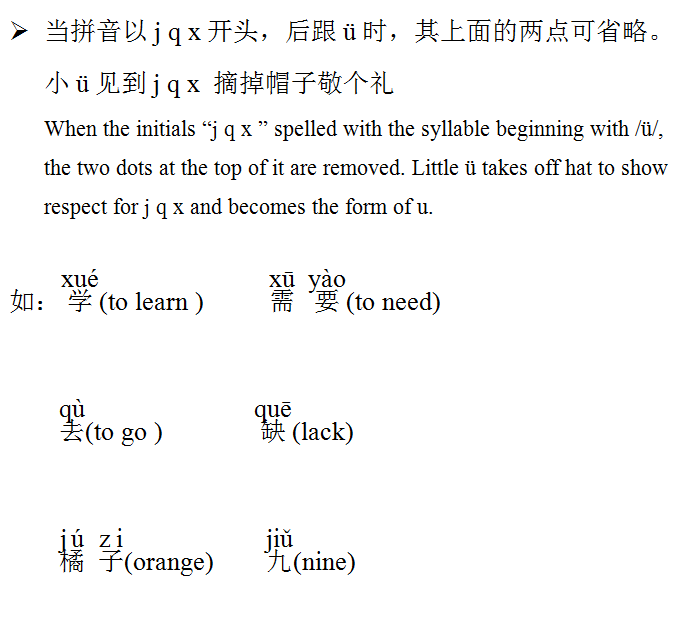 ➢ 当拼音以 j q x 开头，后跟 ü 时，其上面的两点可省略。
小 ü 见到 j q x 摘掉帽子敬个礼
When the initials “j q x ” spelled with the syllable beginning with /ü/,
the two dots at the top of it are removed. Little ü takes off hat to show
respect for j q x and becomes the form of u.
xué xū yào
如： 学 (to learn ) 需 要 (to need)
qù quē
去(to go ) 缺 (lack)
jú zi jiǔ
橘 子(orange) 九(nine)